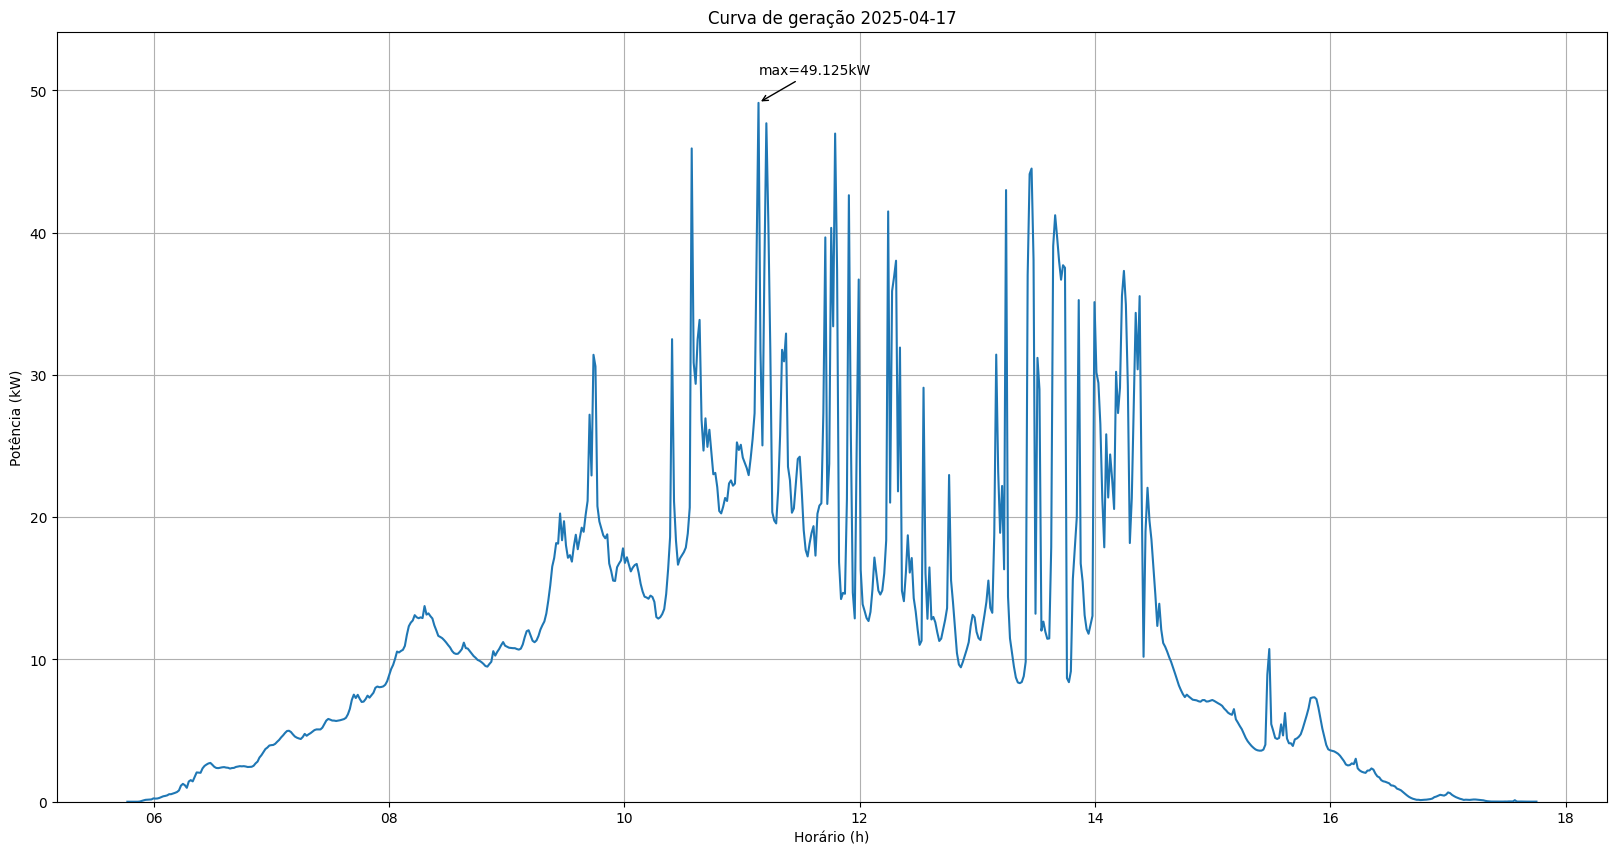 Curva de geração 2025-04-17
max=49.125kW
50
40
30
20
10
0
Potência (kW)
06 08 10 12 14 16 18
Horário (h)